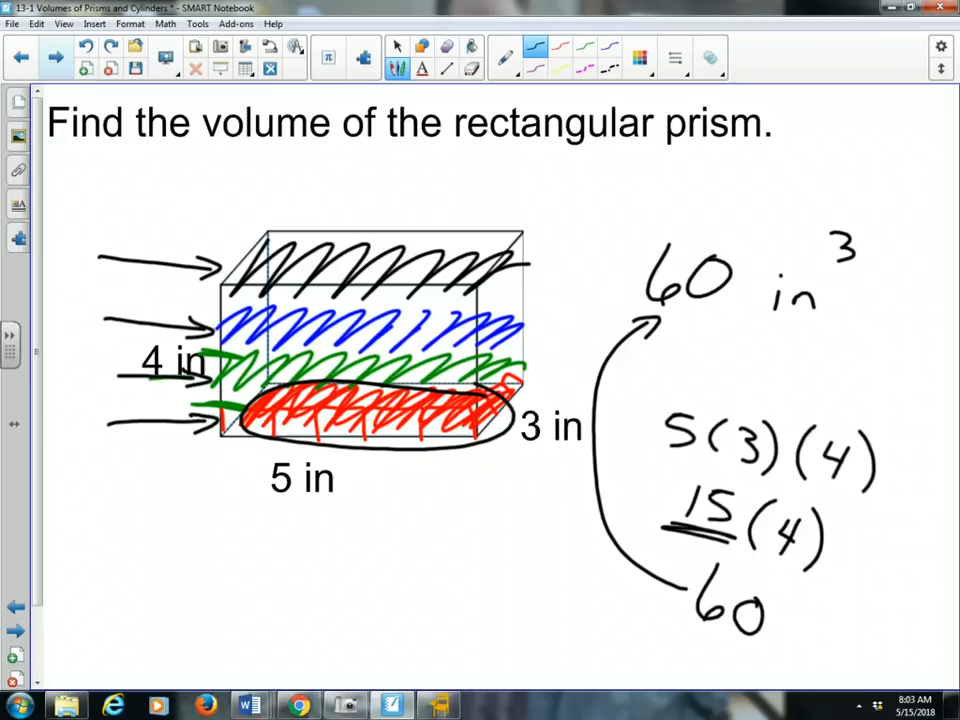 13-1 Volumes of Prisms and Cylinders * - SMART Notebook
File Edit View Insert Format Math Tools Add-ons Help
Find the volume of the rectangular prism.
60 in 3
4 in
3 in
5 in
5(3)(4)
15(4)
60
8:03 AM
5/15/2018